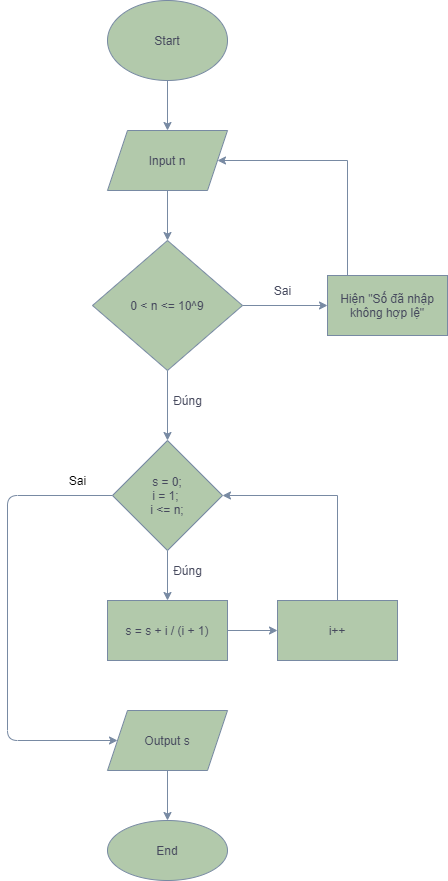 Start
Input n
0 < n <= 10^9
Sai
Hiện "Số đã nhập
không hợp lệ"
Đúng
Sai
s = 0;
i = 1;
i <= n;
Đúng
s = s + i / (i + 1)
i++
Output s
End